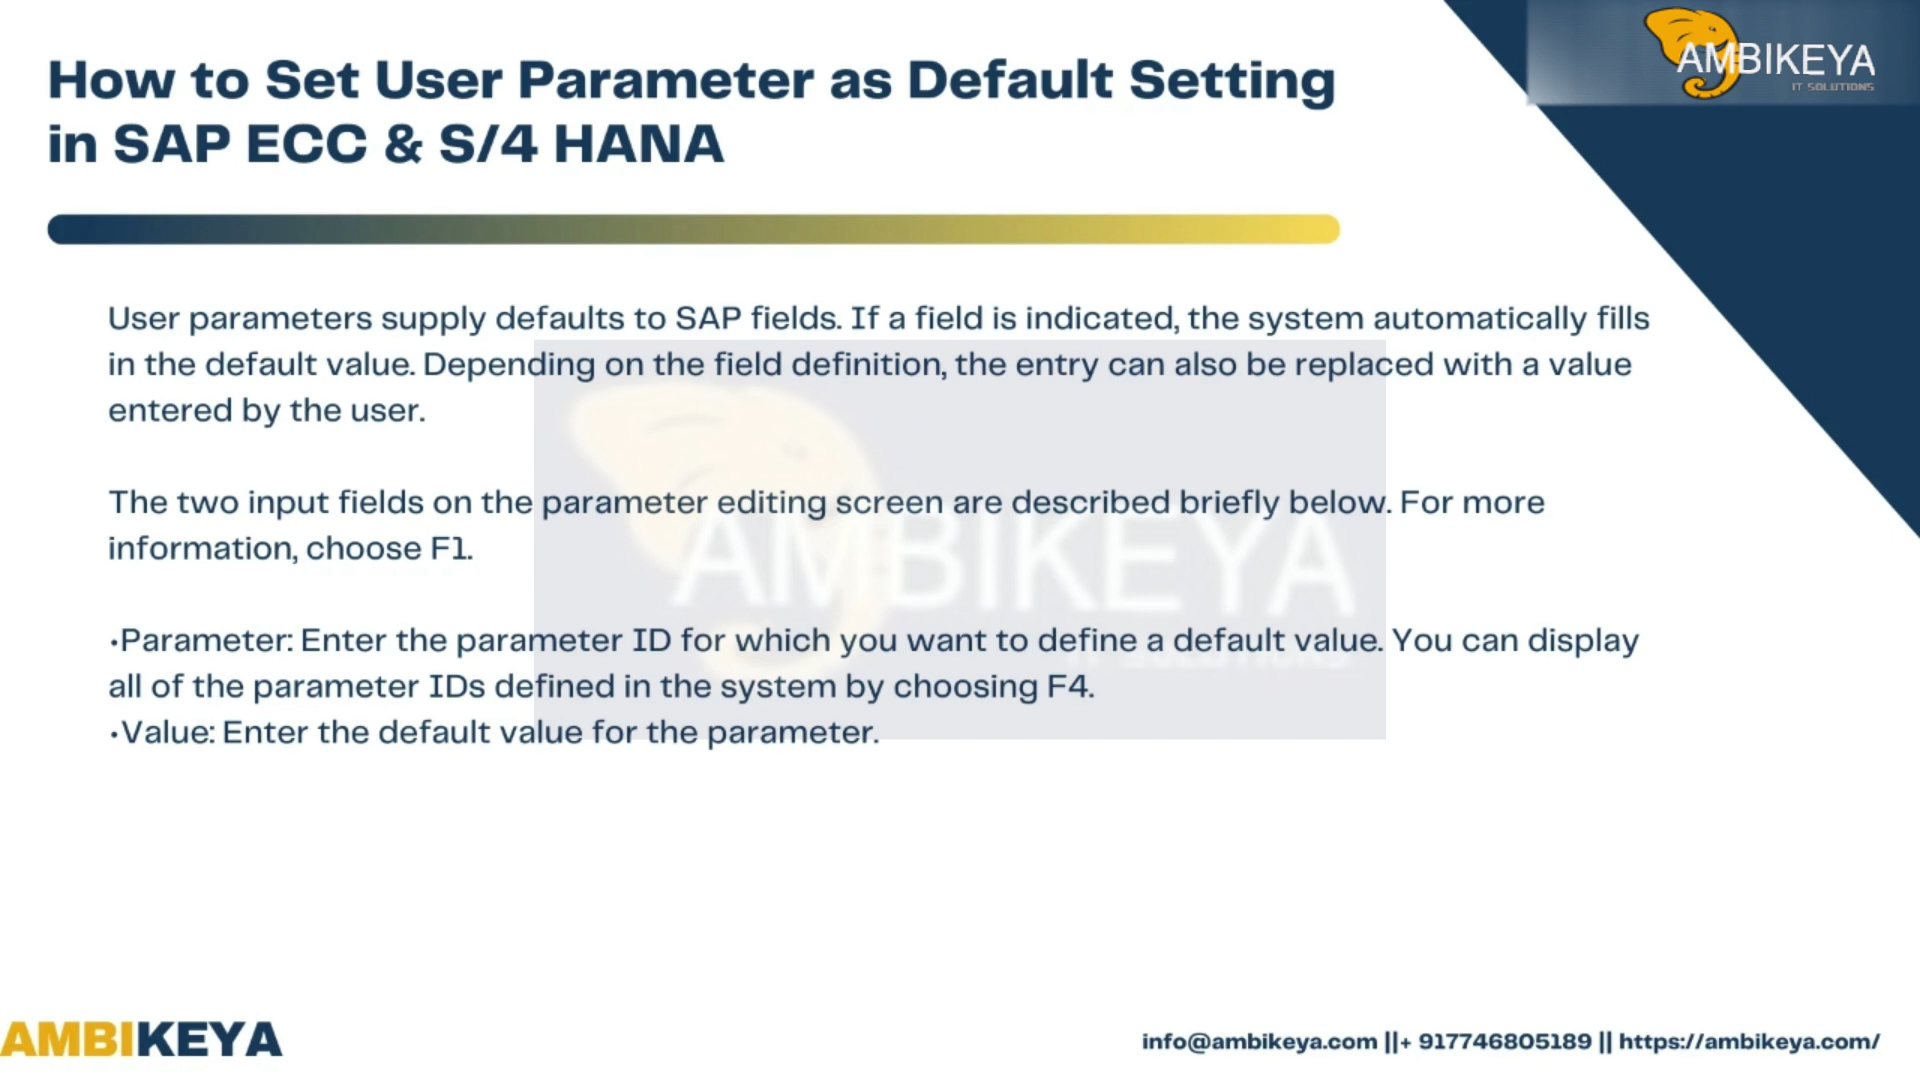 AMBIKEYA
IT SOLUTIONS
How to Set User Parameter as Default Setting
in SAP ECC & S/4 HANA
User parameters supply defaults to SAP fields. If a field is indicated, the system automatically fills
in the default value. Depending on the field definition, the entry can also be replaced with a value
entered by the user.
The two input fields on the parameter editing screen are described briefly below. For more
information, choose F1.
AMBIKEYA
IT SOLUTIONS
•Parameter: Enter the parameter ID for which you want to define a default value. You can display
all of the parameter IDs defined in the system by choosing F4.
•Value: Enter the default value for the parameter.
AMBIKEYA
info@ambikeya.com ||+ 917746805189 || https://ambikeya.com/